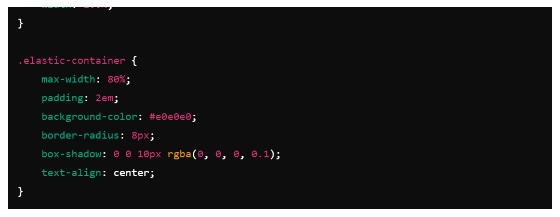 }
.elastic-container {
max-width: 80%;
padding: 2em;
background-color: #e0e0e0;
border-radius: 8px;
box-shadow: 0 0 10px rgba(0, 0, 0, 0.1);
text-align: center;
}